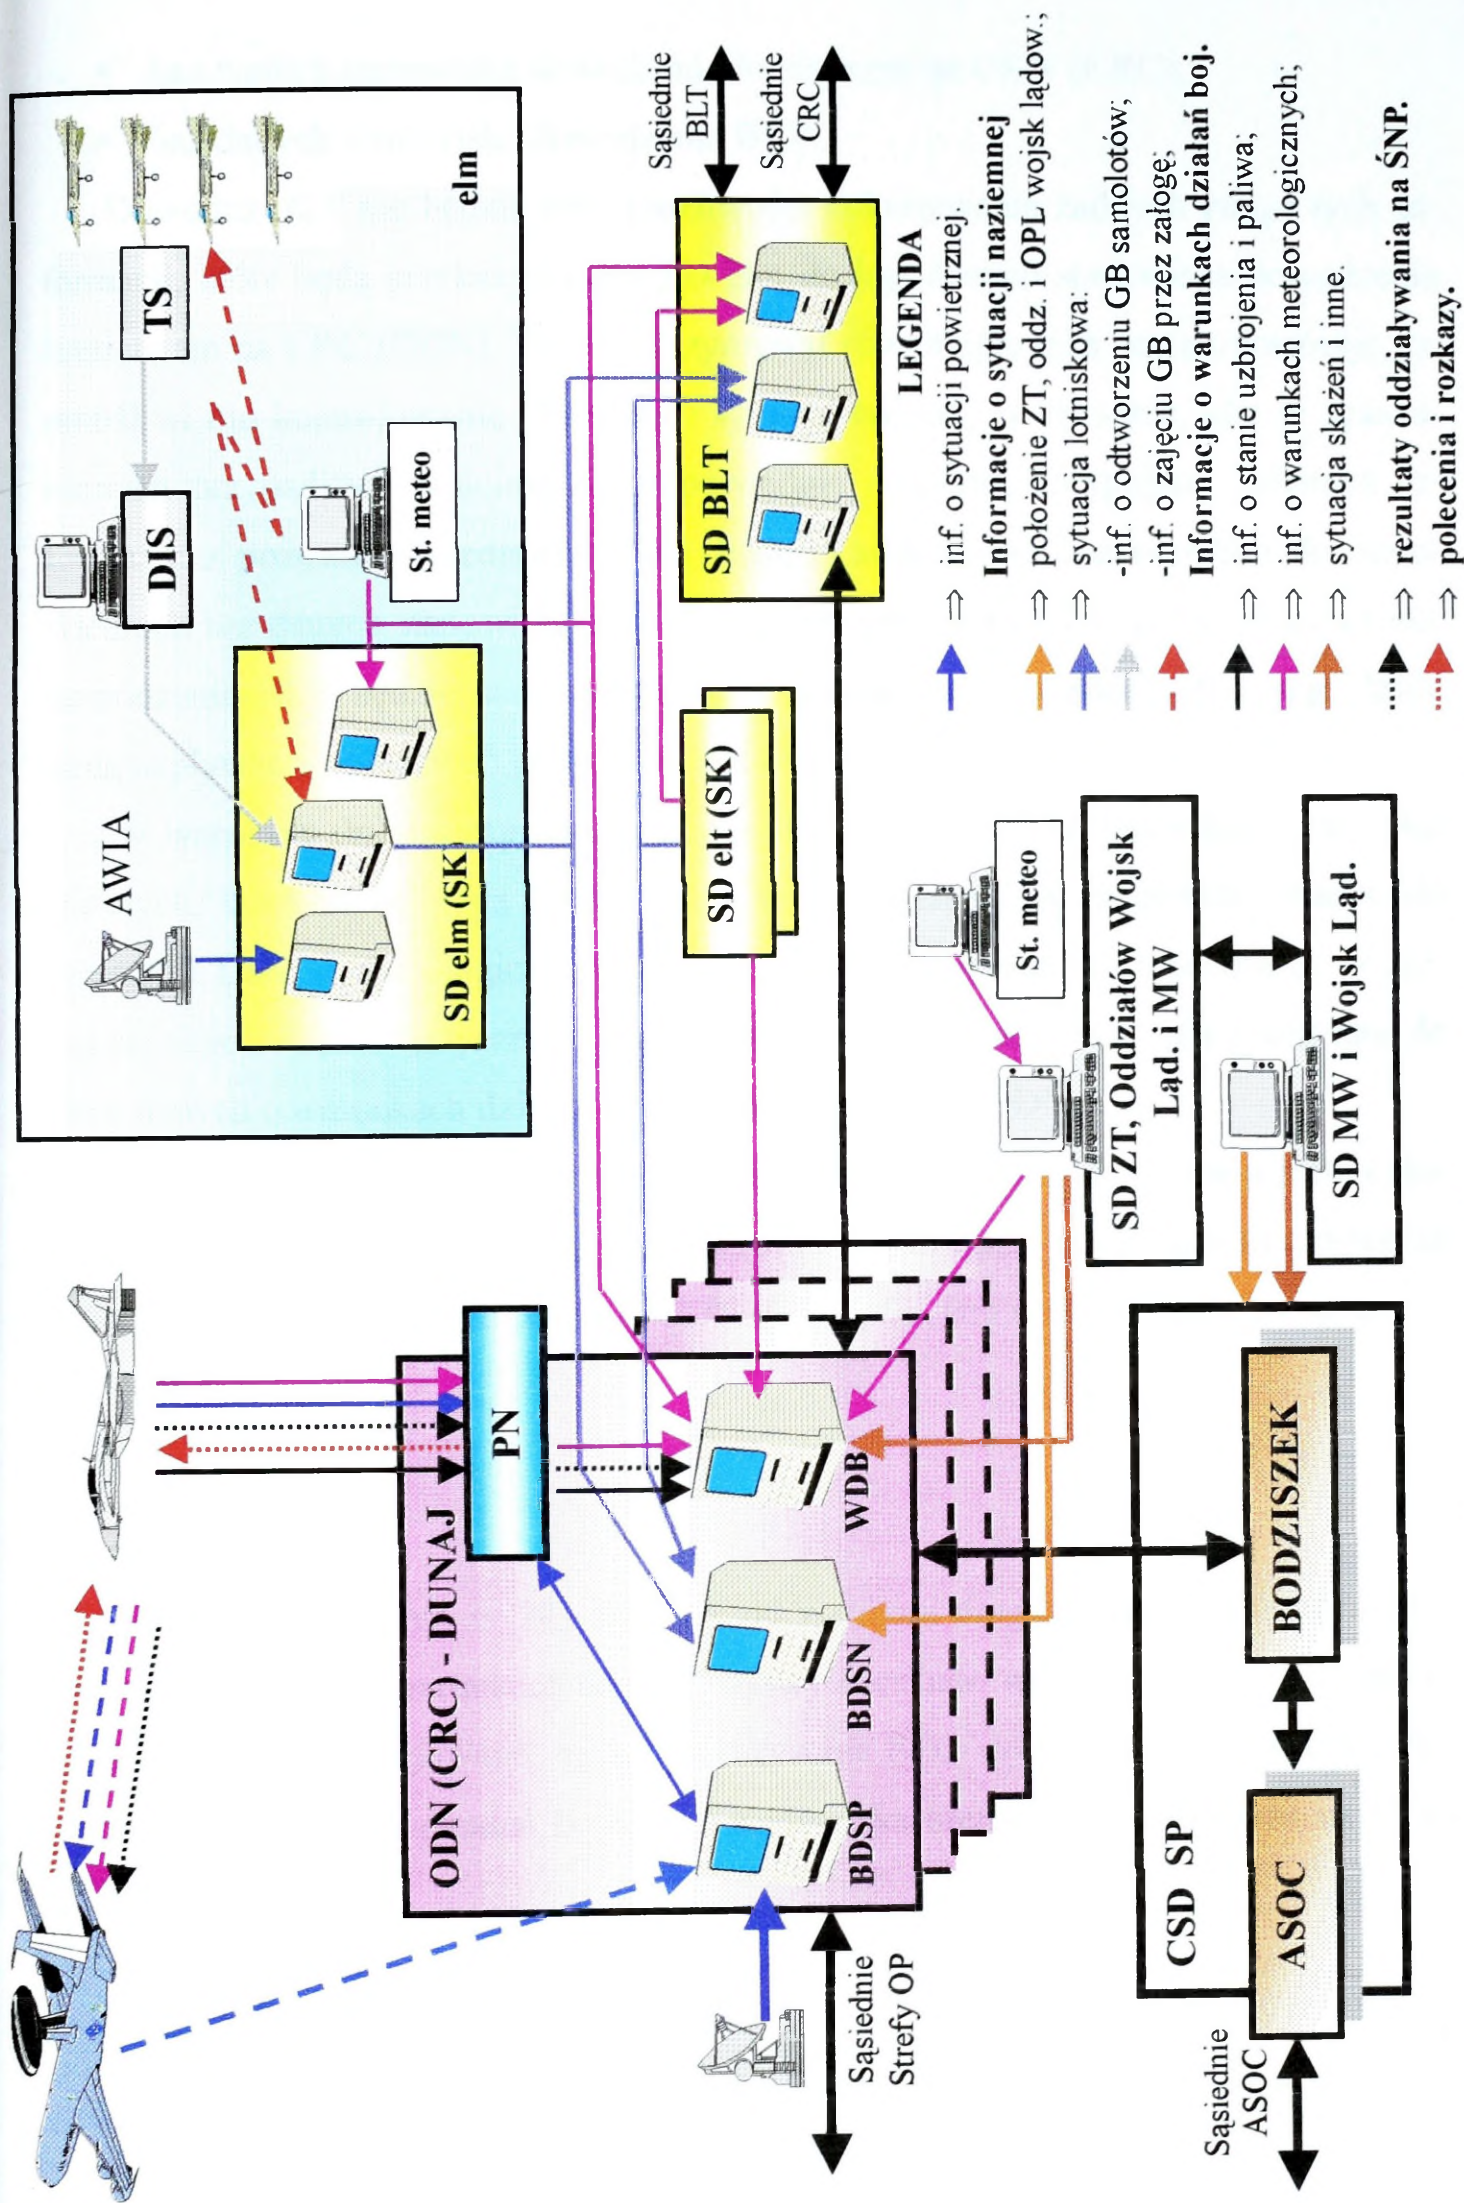 Sąsiednie
Strefy OP
Sąsiednie
ASOC
ODN (CRC) - DUNAJ
PN
BDSP
BDSN
WDB
CSD SP
ASOC
BODZISZEK
AWIA
SD elm (SK)
DIS
TS
St. meteo
elm
SD elt (SK)
SD BLT
Sąsiednie
BLT
Sąsiednie
CRC
St. meteo
SD ZT, Oddziałów Wojsk
Ląd. i MW
SD MW i Wojsk Ląd.
LEGENDA
⇒ inf. o sytuacji powietrznej.
Informacje o sytuacji naziemnej
⇒ położenie ZT, oddz. i OPL wojsk lądow.;
⇒ sytuacja lotniskowa:
-inf. o odtworzeniu GB samolotów;
-inf. o zajęciu GB przez załogę;
Informacje o warunkach działań boj.
⇒ inf. o stanie uzbrojenia i paliwa;
⇒ inf. o warunkach meteorologicznych;
⇒ sytuacja skażeń i inne.
⇒ rezultaty oddziaływania na ŚNP.
⇒ polecenia i rozkazy.